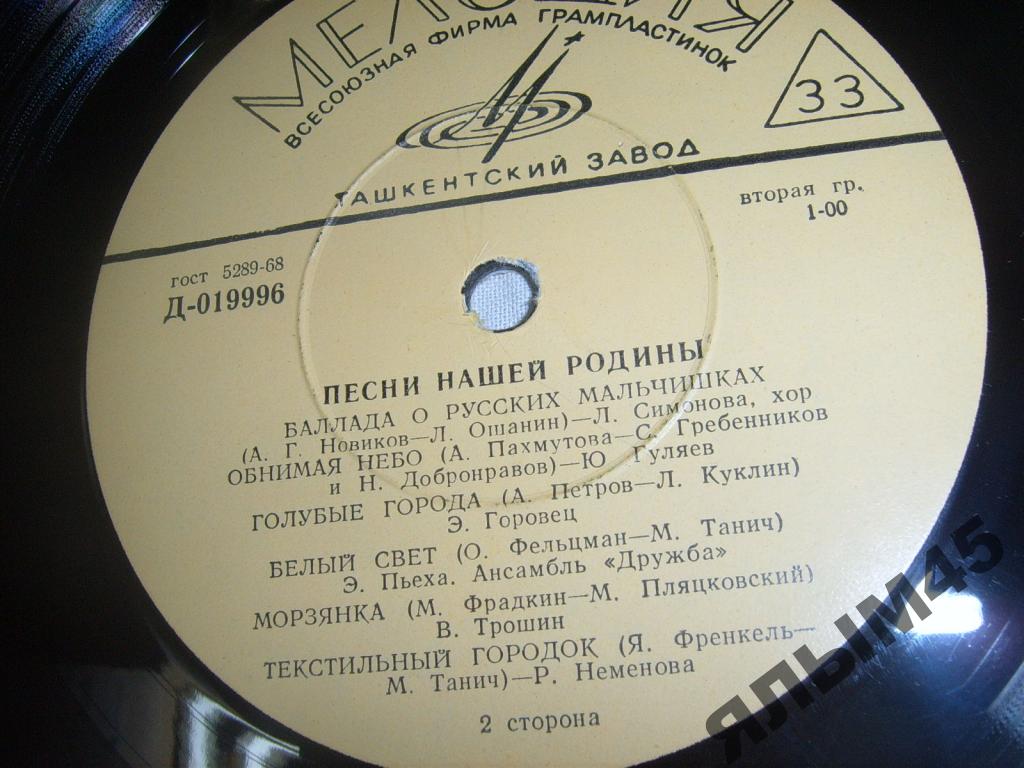 МЕЛОДИЯ
ВСЕСОЮЗНАЯ ФИРМА ГРАМПЛАСТИНОК
33
ТАШКЕНТСКИЙ ЗАВОД
вторая гр.
1-00
гост 5289-68
Д-019996
ПЕСНИ НАШЕЙ РОДИНЫ
БАЛЛАДА О РУССКИХ МАЛЬЧИШКАХ
(А. Г. Новиков—Л. Ошанин)—Л. Симонова, хор
ОБНИМАЯ НЕБО (А. Пахмутова—С. Гребенников
и Н. Добронравов)—Ю Гуляев
ГОЛУБЫЕ ГОРОДА (А. Петров—Л. Куклин)
Э. Горовец
БЕЛЫЙ СВЕТ (О. Фельцман—М. Танич)
Э. Пьеха. Ансамбль «Дружба»
МОРЗЯНКА (М. Фрадкин—М. Пляцковский)
В. Трошин
ТЕКСТИЛЬНЫЙ ГОРОДОК (Я. Френкель—
М. Танич)—Р. Неменова
2 сторона
ЯЛЫМ45